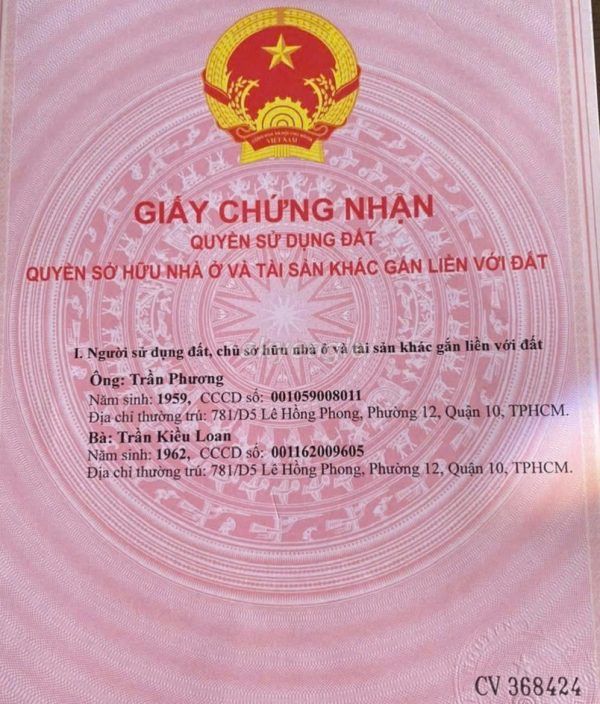 VIỆT NAM
GIẤY CHỨNG NHẬN
QUYỀN SỬ DỤNG ĐẤT
QUYỀN SỞ HỮU NHÀ Ở VÀ TÀI SẢN KHÁC GẮN LIỀN VỚI ĐẤT
I. Người sử dụng đất, chủ sở hữu nhà ở và tài sản khác gắn liền với đất
Ông: Trần Phương
Năm sinh: 1959, CCCD số: 001059008011
Địa chỉ thường trú: 781/D5 Lê Hồng Phong, Phường 12, Quận 10, TPHCM.
Bà: Trần Kiều Loan
Năm sinh: 1962, CCCD số: 001162009605
Địa chỉ thường trú: 781/D5 Lê Hồng Phong, Phường 12, Quận 10, TPHCM.
CV 368424